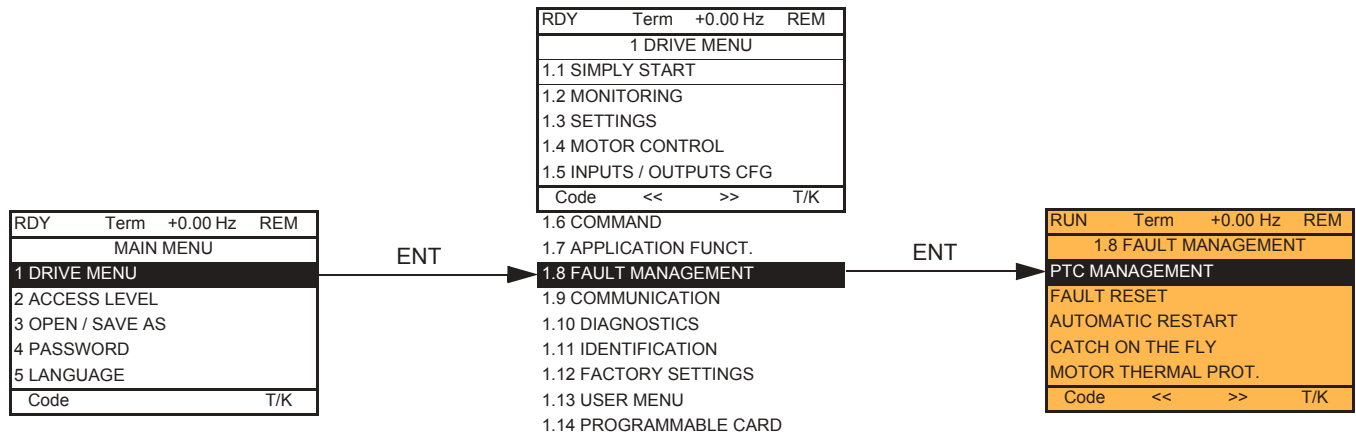 RDY Term +0.00 Hz REM
MAIN MENU
1 DRIVE MENU
2 ACCESS LEVEL
3 OPEN / SAVE AS
4 PASSWORD
5 LANGUAGE
Code T/K
ENT
RDY Term +0.00 Hz REM
1 DRIVE MENU
1.1 SIMPLY START
1.2 MONITORING
1.3 SETTINGS
1.4 MOTOR CONTROL
1.5 INPUTS / OUTPUTS CFG
Code << >> T/K
1.6 COMMAND
1.7 APPLICATION FUNCT.
1.8 FAULT MANAGEMENT
1.9 COMMUNICATION
1.10 DIAGNOSTICS
1.11 IDENTIFICATION
1.12 FACTORY SETTINGS
1.13 USER MENU
1.14 PROGRAMMABLE CARD
ENT
RUN Term +0.00 Hz REM
1.8 FAULT MANAGEMENT
PTC MANAGEMENT
FAULT RESET
AUTOMATIC RESTART
CATCH ON THE FLY
MOTOR THERMAL PROT.
Code << >> T/K